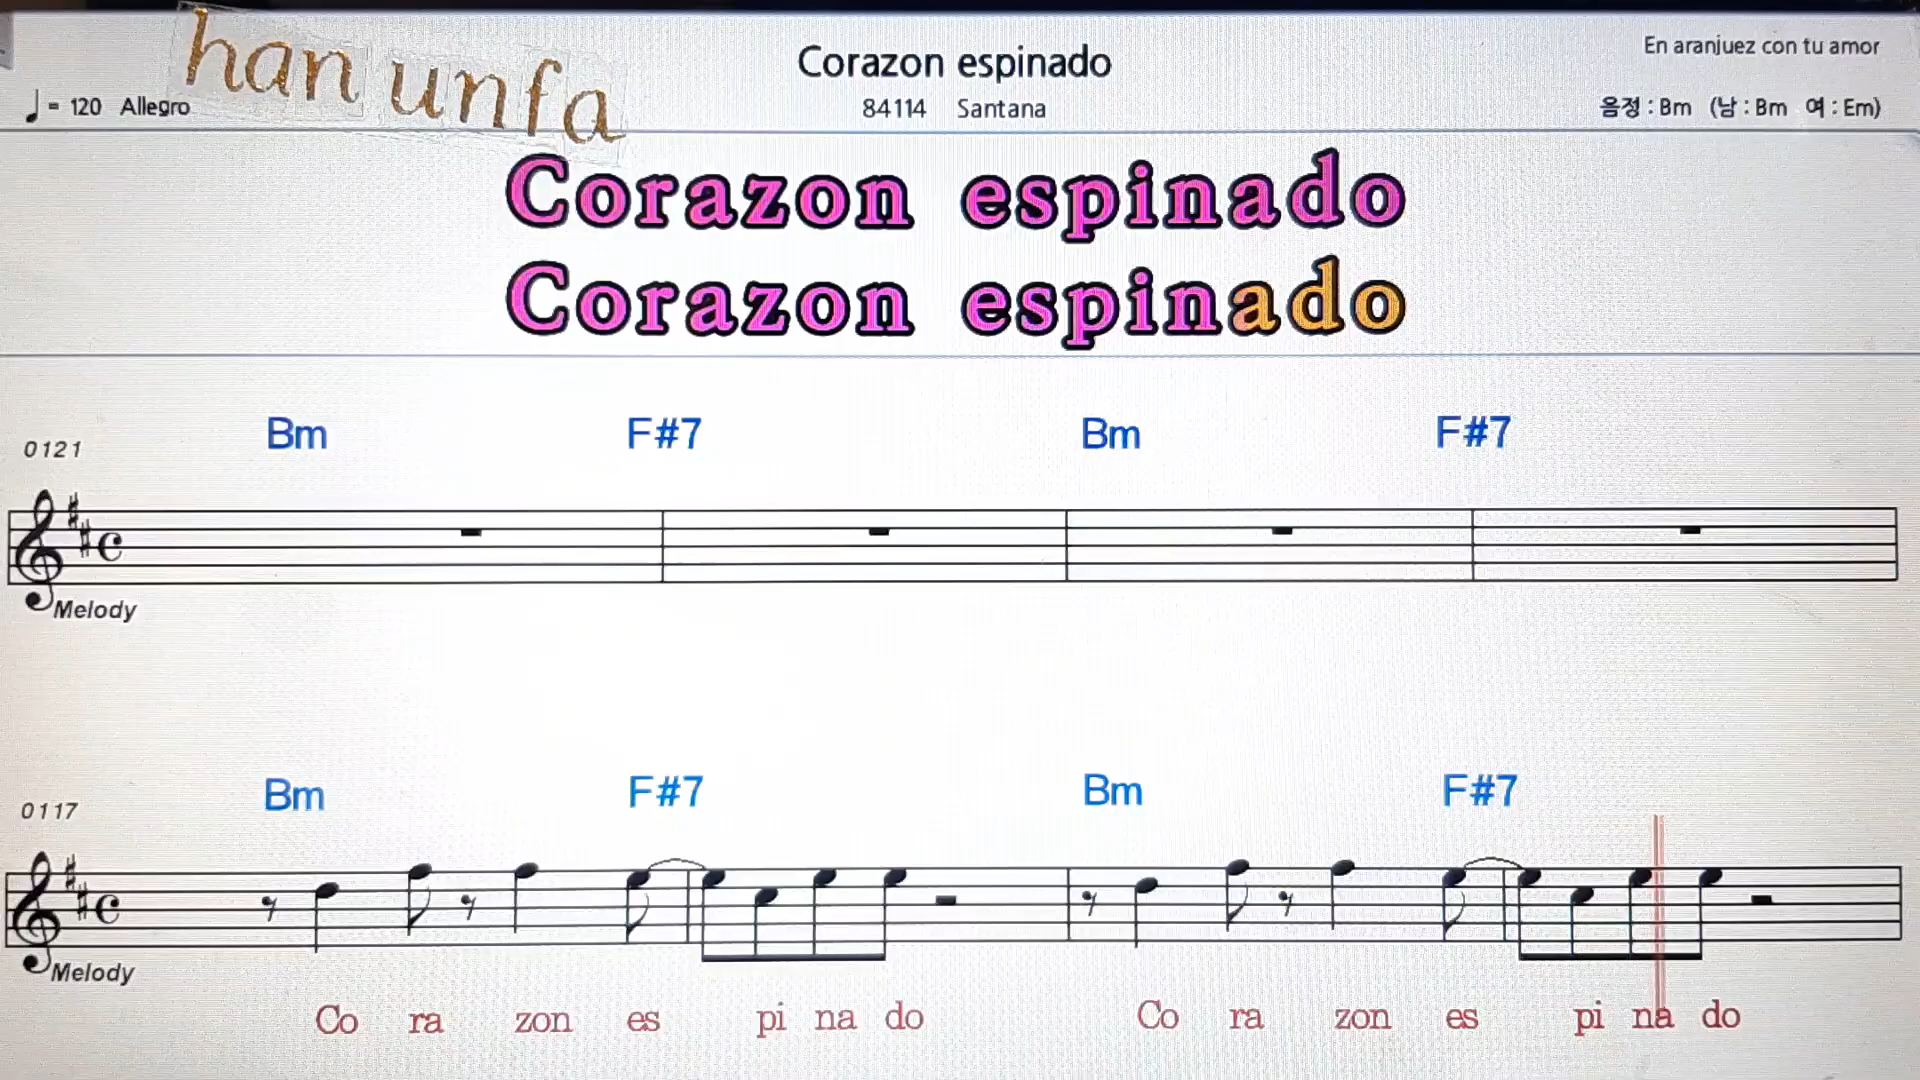 han unfa
Corazon espinado
En aranjuez con tu amor
♩ = 120 Allegro
84114 Santana
음정 : Bm (남 : Bm 여 : Em)
Corazon espinado
Corazon espinado
Bm F#7 Bm F#7
0121
Melody
Bm F#7 Bm F#7
0117
Melody
Co ra zon es pi na do Co ra zon es pi na do